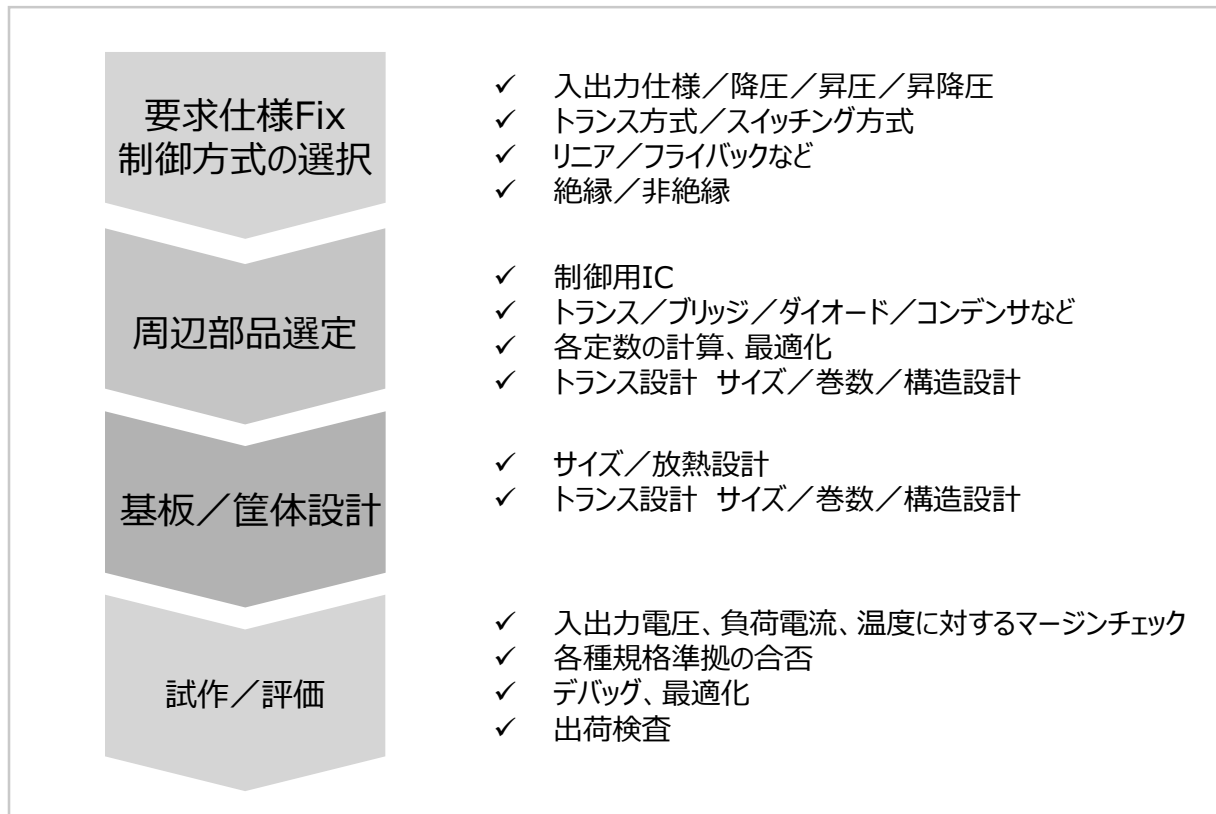 要求仕様Fix
制御方式の選択
✓ 入出力仕様／降圧／昇圧／昇降圧
✓ トランス方式／スイッチング方式
✓ リニア／フライバックなど
✓ 絶縁／非絶縁
周辺部品選定
✓ 制御用IC
✓ トランス／ブリッジ／ダイオード／コンデンサなど
✓ 各定数の計算、最適化
✓ トランス設計 サイズ／巻数／構造設計
基板／筐体設計
✓ サイズ／放熱設計
✓ トランス設計 サイズ／巻数／構造設計
試作／評価
✓ 入出力電圧、負荷電流、温度に対するマージンチェック
✓ 各種規格準拠の合否
✓ デバッグ、最適化
✓ 出荷検査